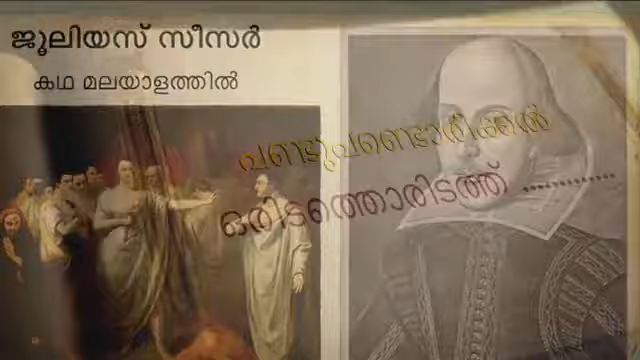 ജൂലിയസ് സീസർ
കഥ മലയാളത്തിൽ
പണ്ടുപണ്ടൊരിക്കൽ
ഒരിടത്തൊരിടത്ത് ............